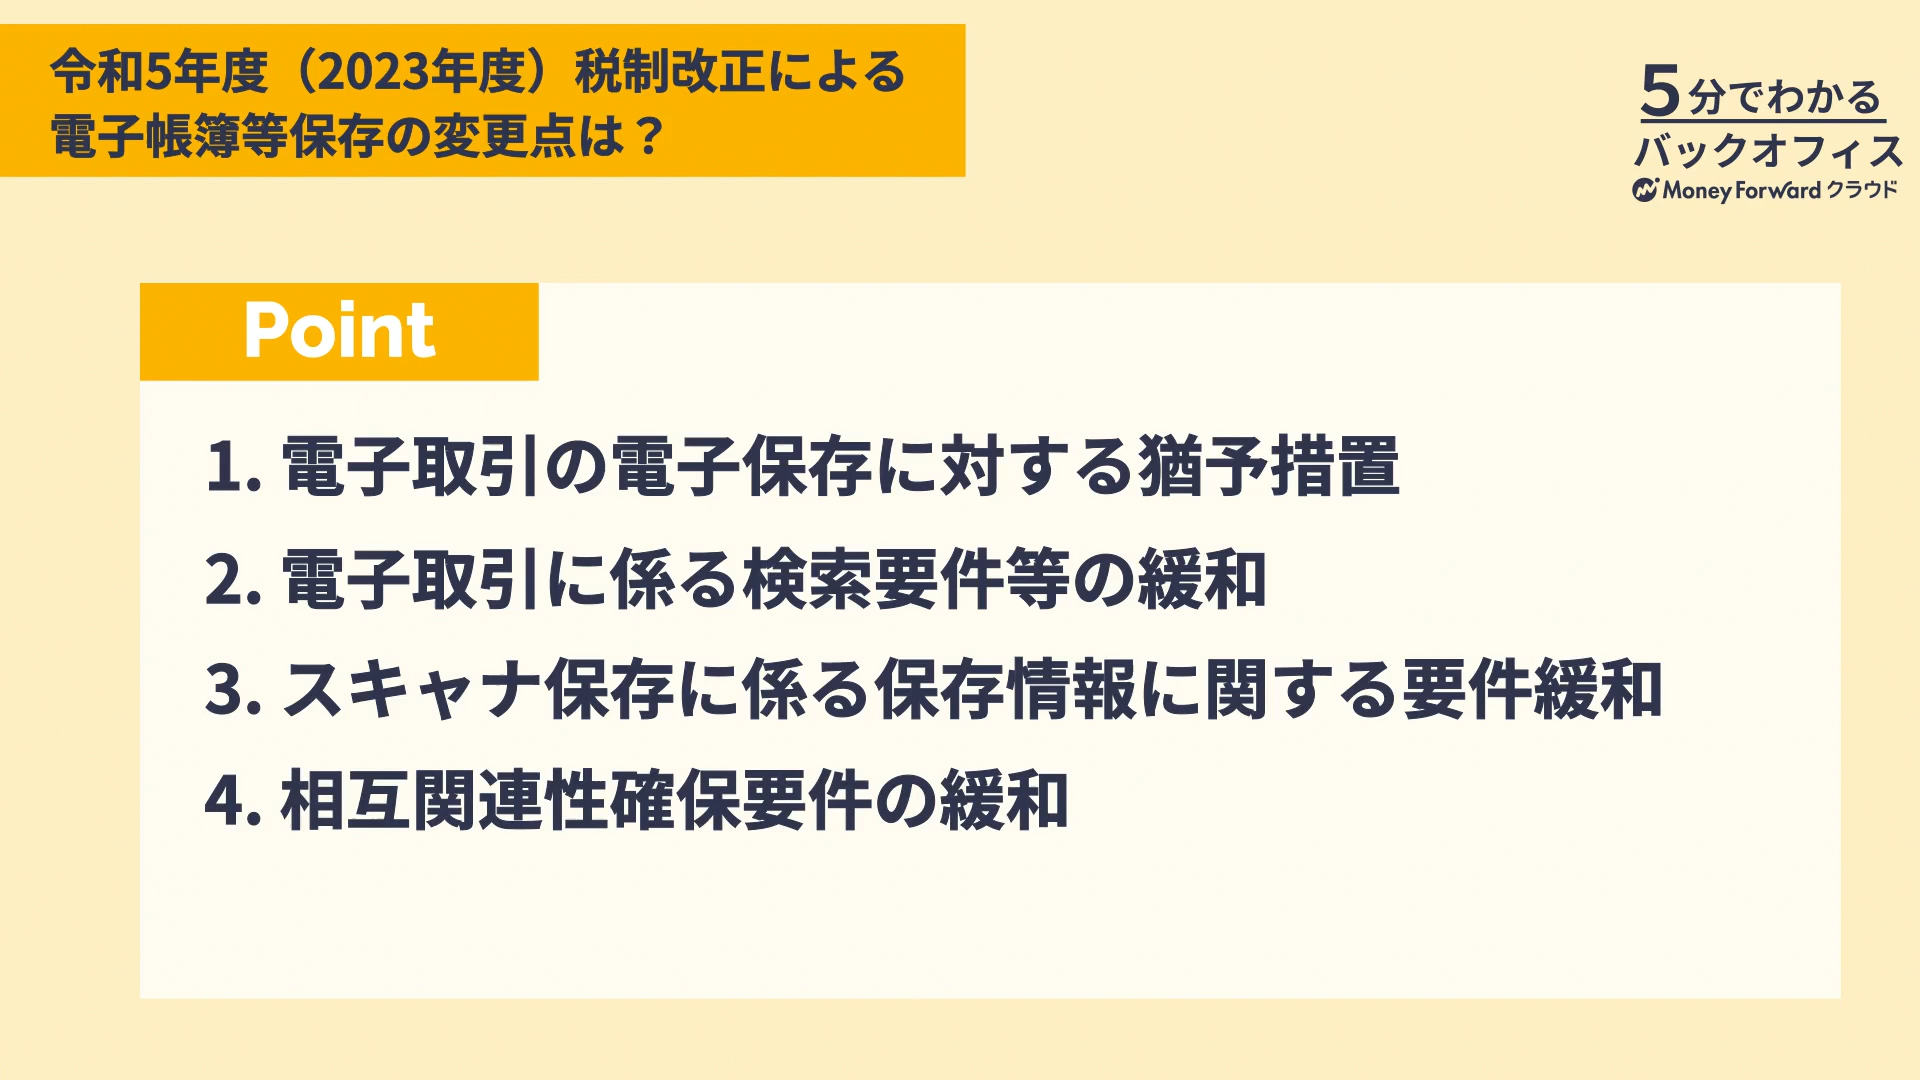 令和5年度（2023年度）税制改正による
電子帳簿等保存の変更点は？
5分でわかる
バックオフィス
Money Forward クラウド
Point
1. 電子取引の電子保存に対する猶予措置
2. 電子取引に係る検索要件等の緩和
3. スキャナ保存に係る保存情報に関する要件緩和
4. 相互関連性確保要件の緩和